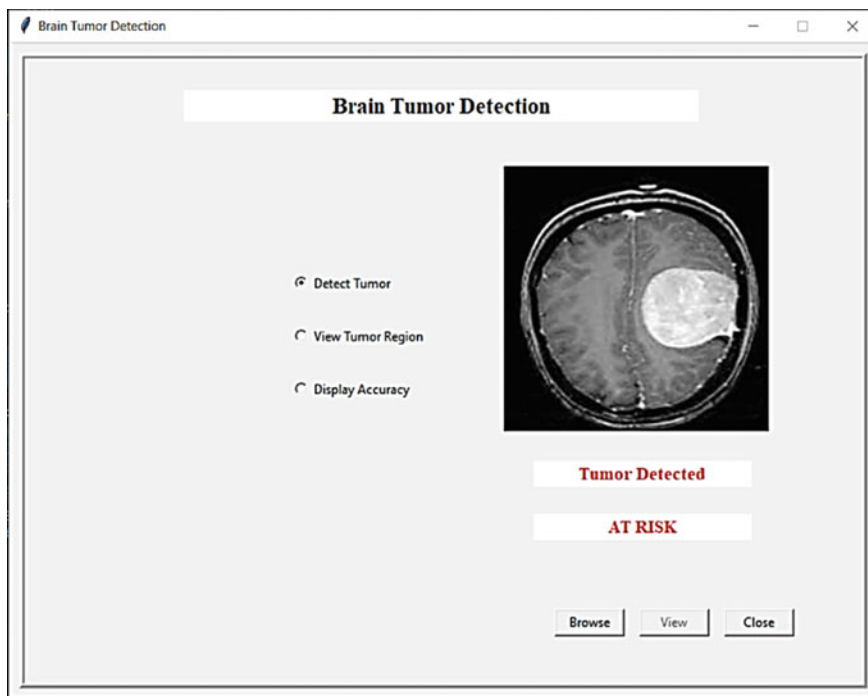 Brain Tumor Detection
Brain Tumor Detection
Detect Tumor
View Tumor Region
Display Accuracy
Tumor Detected
AT RISK
Browse View Close